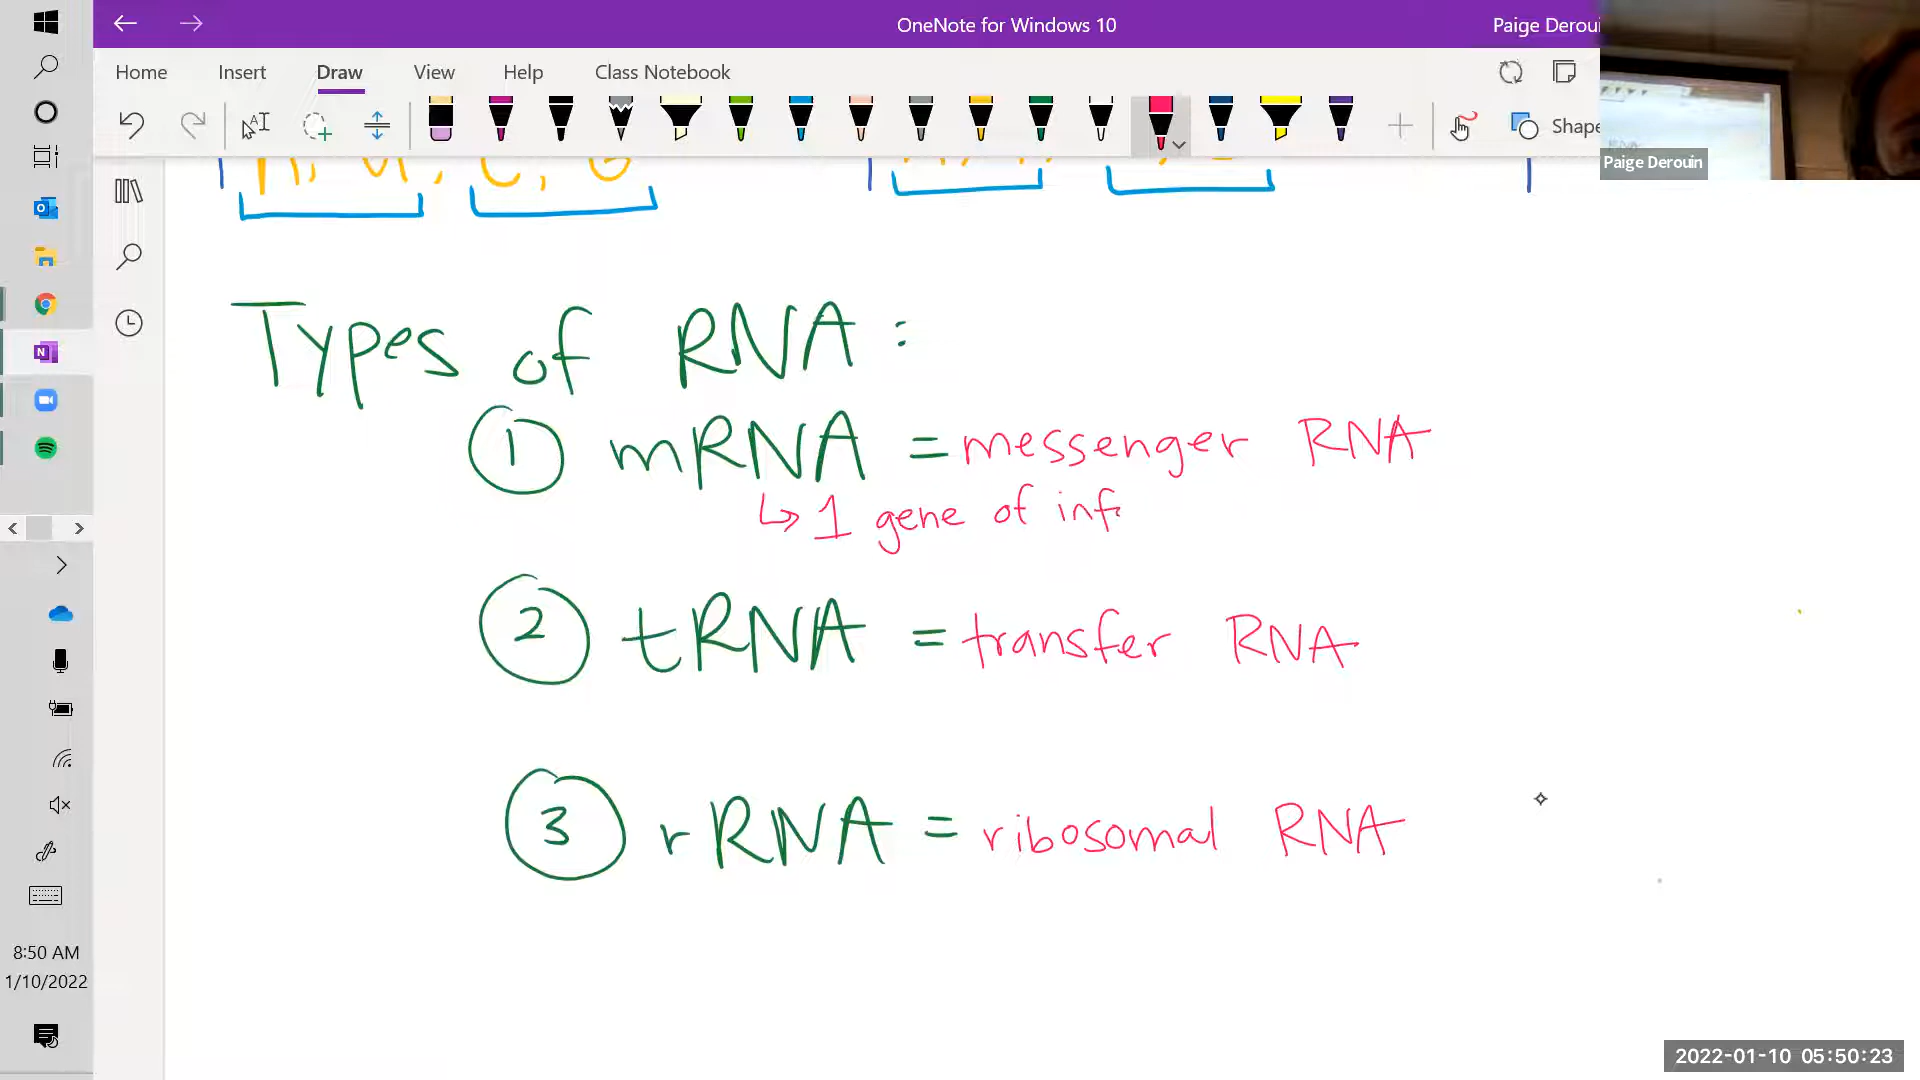 OneNote for Windows 10
Paige Derouin
Home Insert Draw View Help Class Notebook
Shape
Paige Derouin
Types of RNA:
1 mRNA = messenger RNA
↳ 1 gene of inf
2 tRNA = transfer RNA
3 rRNA = ribosomal RNA
8:50 AM
1/10/2022
2022-01-10 05:50:23